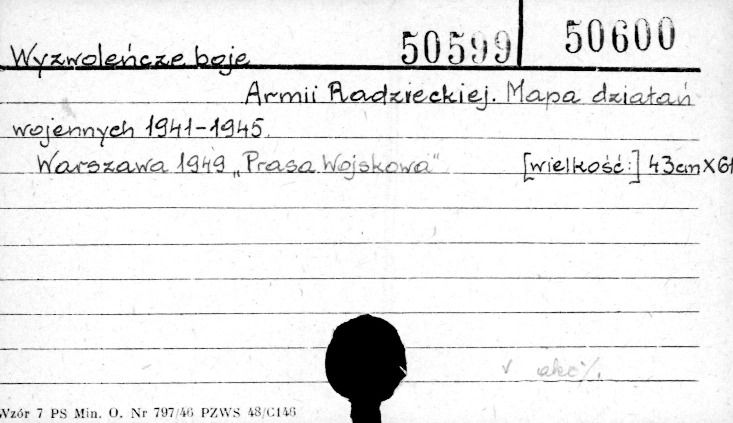 50599 50600
Wyzwoleńcze boje
Armii Radzieckiej. Mapa działań
wojennych 1941-1945.
Warszawa 1949 „Prasa Wojskowa" [wielkość:] 43cm X 61
Wzór 7 PS Min. O. Nr 797/46 PZWS 48/C146